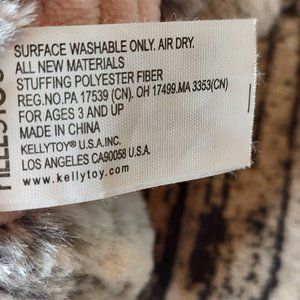 SURFACE WASHABLE ONLY. AIR DRY.
ALL NEW MATERIALS
STUFFING POLYESTER FIBER
REG.NO.PA 17539 (CN). OH 17499.MA 3353(CN)
FOR AGES 3 AND UP
MADE IN CHINA
KELLYTOY® U.S.A.INC.
LOS ANGELES CA90058 U.S.A.
www.kellytoy.com